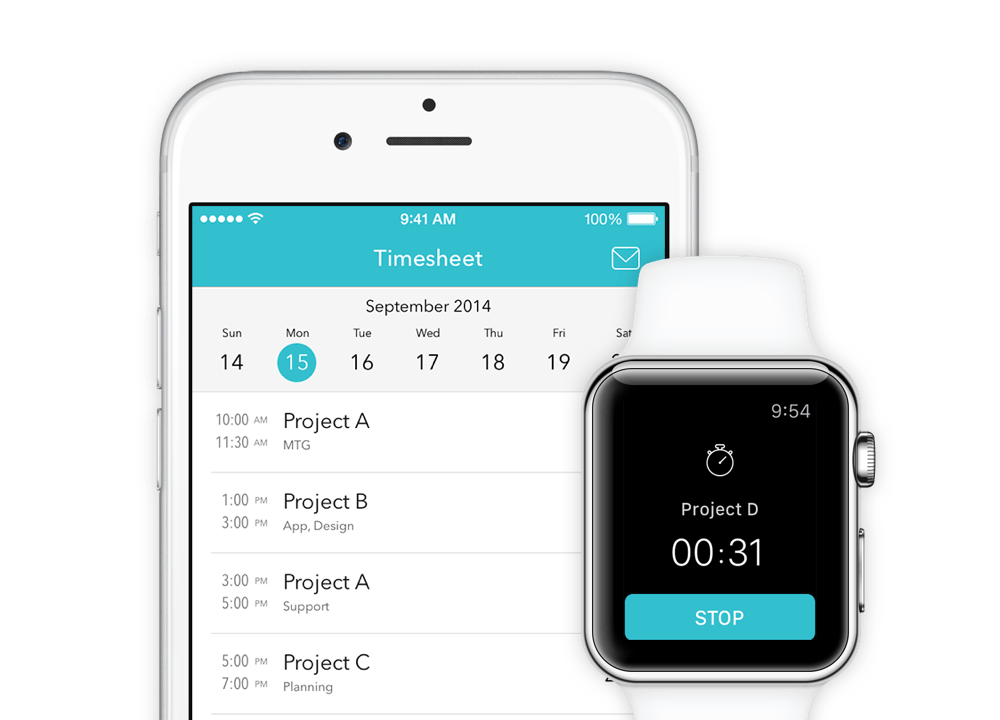 9:41 AM 100%
Timesheet
September 2014
Sun Mon Tue Wed Thu Fri Sat
14 15 16 17 18 19
10:00 AM Project A
11:30 AM MTG
1:00 PM Project B
3:00 PM App, Design
3:00 PM Project A
5:00 PM Support
5:00 PM Project C
7:00 PM Planning
9:54
Project D
00:31
STOP